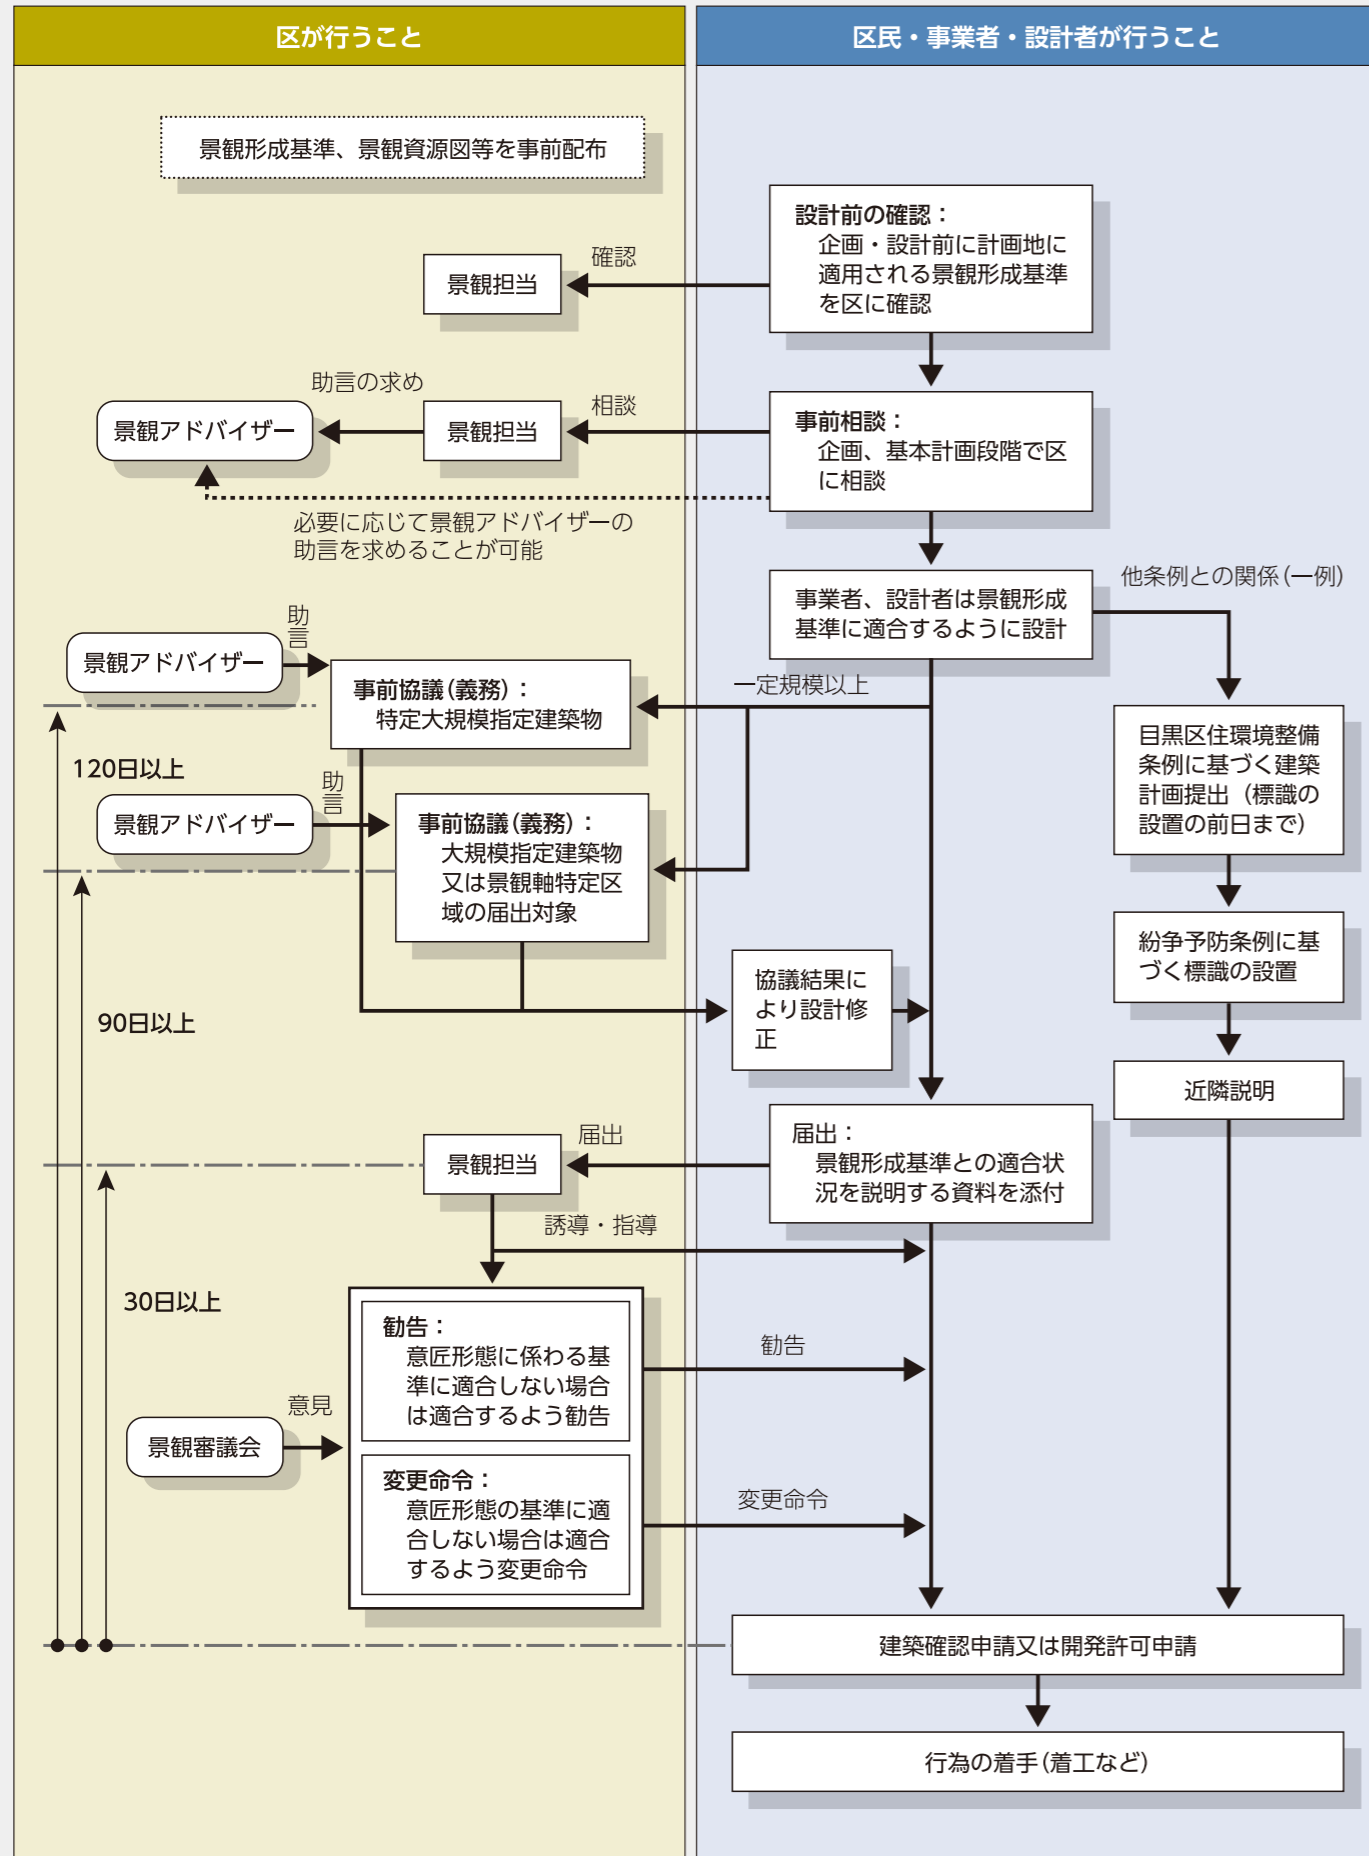 区が行うこと
区民・事業者・設計者が行うこと
景観形成基準、景観資源図等を事前配布
設計前の確認：
企画・設計前に計画地に
適用される景観形成基準
を区に確認
確認
景観担当
助言の求め
景観アドバイザー
景観担当
相談
事前相談：
企画、基本計画段階で区
に相談
必要に応じて景観アドバイザーの
助言を求めることが可能
事業者、設計者は景観形成
基準に適合するように設計
他条例との関係（一例）
助言
景観アドバイザー
事前協議（義務）：
特定大規模指定建築物
一定規模以上
120日以上
助言
景観アドバイザー
事前協議（義務）：
大規模指定建築物
又は景観軸特定区
域の届出対象
目黒区住環境整備
条例に基づく建築
計画提出（標識の
設置の前日まで）
紛争予防条例に基
づく標識の設置
協議結果に
より設計修
正
90日以上
近隣説明
景観担当
届出
届出：
景観形成基準との適合状
況を説明する資料を添付
誘導・指導
30日以上
勧告：
意匠形態に係わる基
準に適合しない場合
は適合するよう勧告
勧告
景観審議会
意見
変更命令：
意匠形態の基準に適
合しない場合は適合
するよう変更命令
変更命令
建築確認申請又は開発許可申請
行為の着手（着工など）